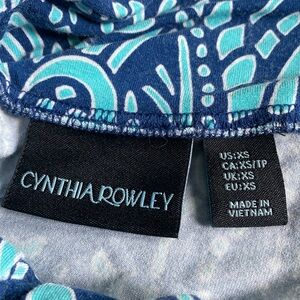 CYNTHIA ROWLEY
US:XS
CA:XS/TP
UK:XS
EU:XS
MADE IN
VIETNAM